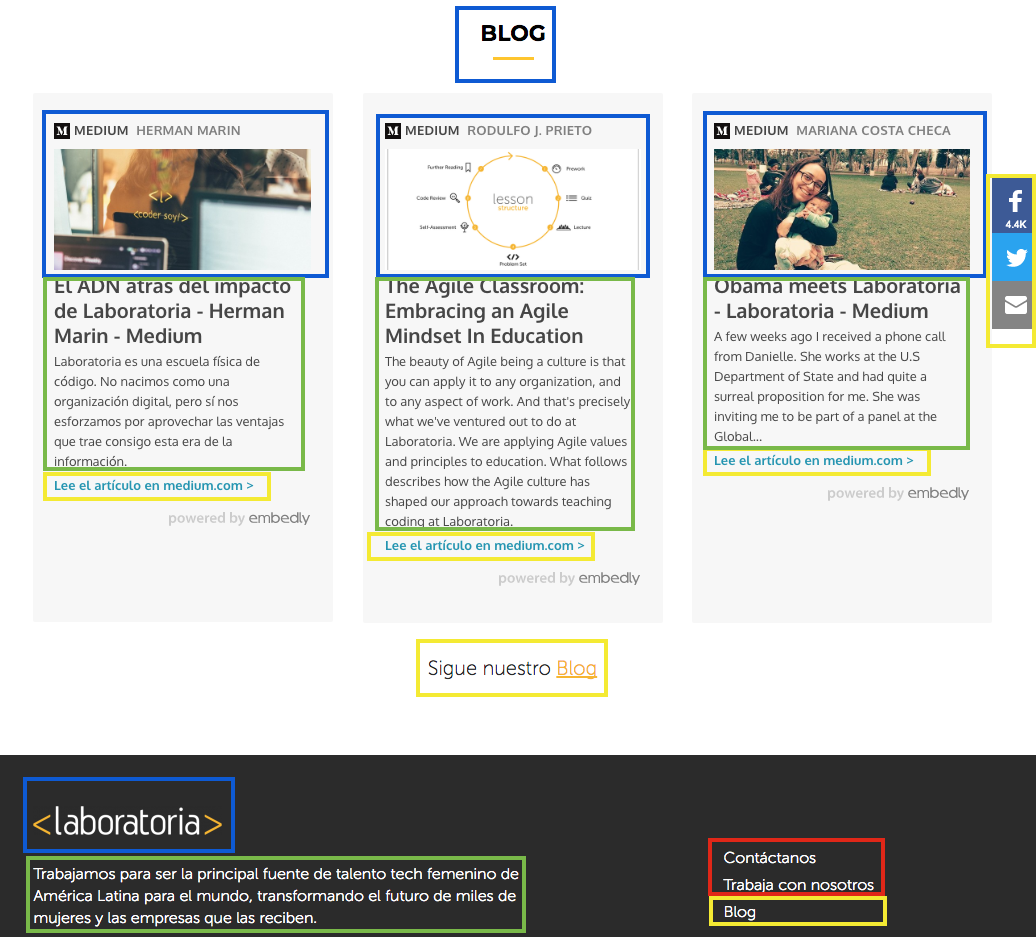 BLOG
M MEDIUM HERMAN MARIN
</>
<coder soy/>
El ADN atrás del impacto
de Laboratoria - Herman
Marin - Medium
Laboratoria es una escuela física de
código. No nacimos como una
organización digital, pero sí nos
esforzamos por aprovechar las ventajas
que trae consigo esta era de la
información.
Lee el artículo en medium.com >
powered by embedly
M MEDIUM RODULFO J. PRIETO
Further Reading
Prework
Code Review
lesson
structure
Quiz
Self-Assessment
Lecture
</>
Problem Set
The Agile Classroom:
Embracing an Agile
Mindset In Education
The beauty of Agile being a culture is that
you can apply it to any organization, and
to any aspect of work. And that's precisely
what we've ventured out to do at
Laboratoria. We are applying Agile values
and principles to education. What follows
describes how the Agile culture has
shaped our approach towards teaching
coding at Laboratoria.
Lee el artículo en medium.com >
powered by embedly
M MEDIUM MARIANA COSTA CHECA
Obama meets Laboratoria
- Laboratoria - Medium
A few weeks ago I received a phone call
from Danielle. She works at the U.S
Department of State and had quite a
surreal proposition for me. She was
inviting me to be part of a panel at the
Global...
Lee el artículo en medium.com >
powered by embedly
4.4K
Sigue nuestro Blog
<laboratoria>
Trabajamos para ser la principal fuente de talento tech femenino de
América Latina para el mundo, transformando el futuro de miles de
mujeres y las empresas que las reciben.
Contáctanos
Trabaja con nosotros
Blog